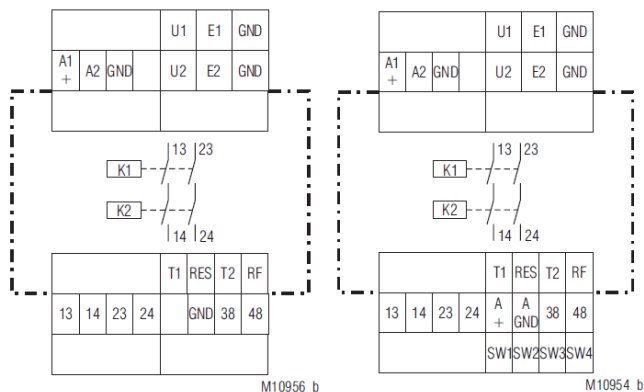 U1 E1 GND
A1 + A2 GND U2 E2 GND
13 23
K1
K2
14 24
T1 RES T2 RF
13 14 23 24 GND 38 48
M10956_b
U1 E1 GND
A1 + A2 GND U2 E2 GND
13 23
K1
K2
14 24
T1 RES T2 RF
13 14 23 24 A + A GND 38 48
SW1 SW2 SW3 SW4
M10954_b